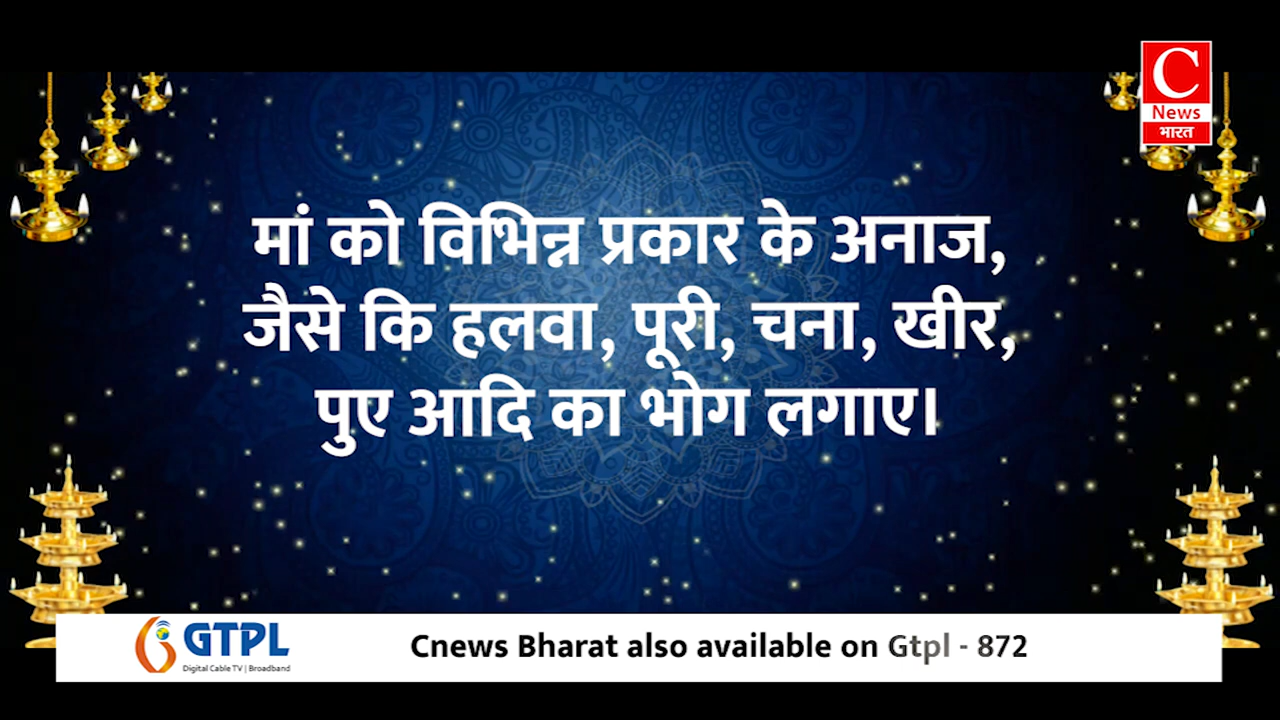 C
News
भारत
मां को विभिन्न प्रकार के अनाज,
जैसे कि हलवा, पूरी, चना, खीर,
पुए आदि का भोग लगाए।
GTPL
Digital Cable TV | Broadband
Cnews Bharat also available on Gtpl - 872